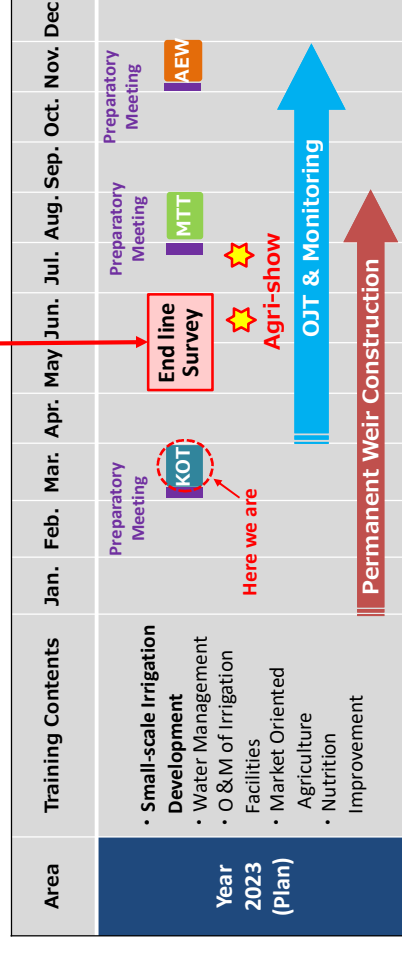 Area
Training Contents
Jan.
Feb.
Mar.
Apr.
May
Jun.
Jul.
Aug.
Sep.
Oct.
Nov.
Dec
Year
2023
(Plan)
・Small-scale Irrigation
Development
・Water Management
・O &M of Irrigation
Facilities
・Market Oriented
Agriculture
・Nutrition
Improvement
Preparatory
Meeting
KOT
Here we are
End line
Survey
Preparatory
Meeting
MTT
Agri-show
Preparatory
Meeting
AEW
OJT & Monitoring
Permanent Weir Construction